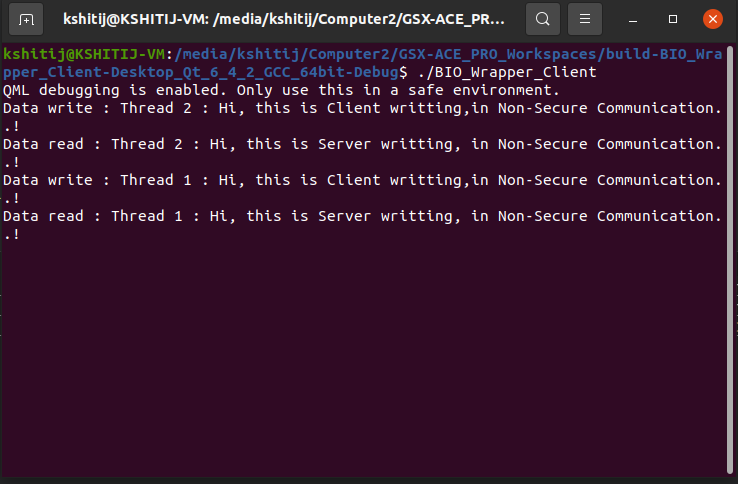 kshitij@KSHITIJ-VM: /media/kshitij/Computer2/GSX-ACE_PR...
kshitij@KSHITIJ-VM:/media/kshitij/Computer2/GSX-ACE_PRO_Workspaces/build-BIO_Wra
pper_Client-Desktop_Qt_6_4_2_GCC_64bit-Debug$ ./BIO_Wrapper_Client
QML debugging is enabled. Only use this in a safe environment.
Data write : Thread 2 : Hi, this is Client writting,in Non-Secure Communication.
.!
Data read : Thread 2 : Hi, this is Server writting, in Non-Secure Communication.
.!
Data write : Thread 1 : Hi, this is Client writting,in Non-Secure Communication.
.!
Data read : Thread 1 : Hi, this is Server writting, in Non-Secure Communication.
.!